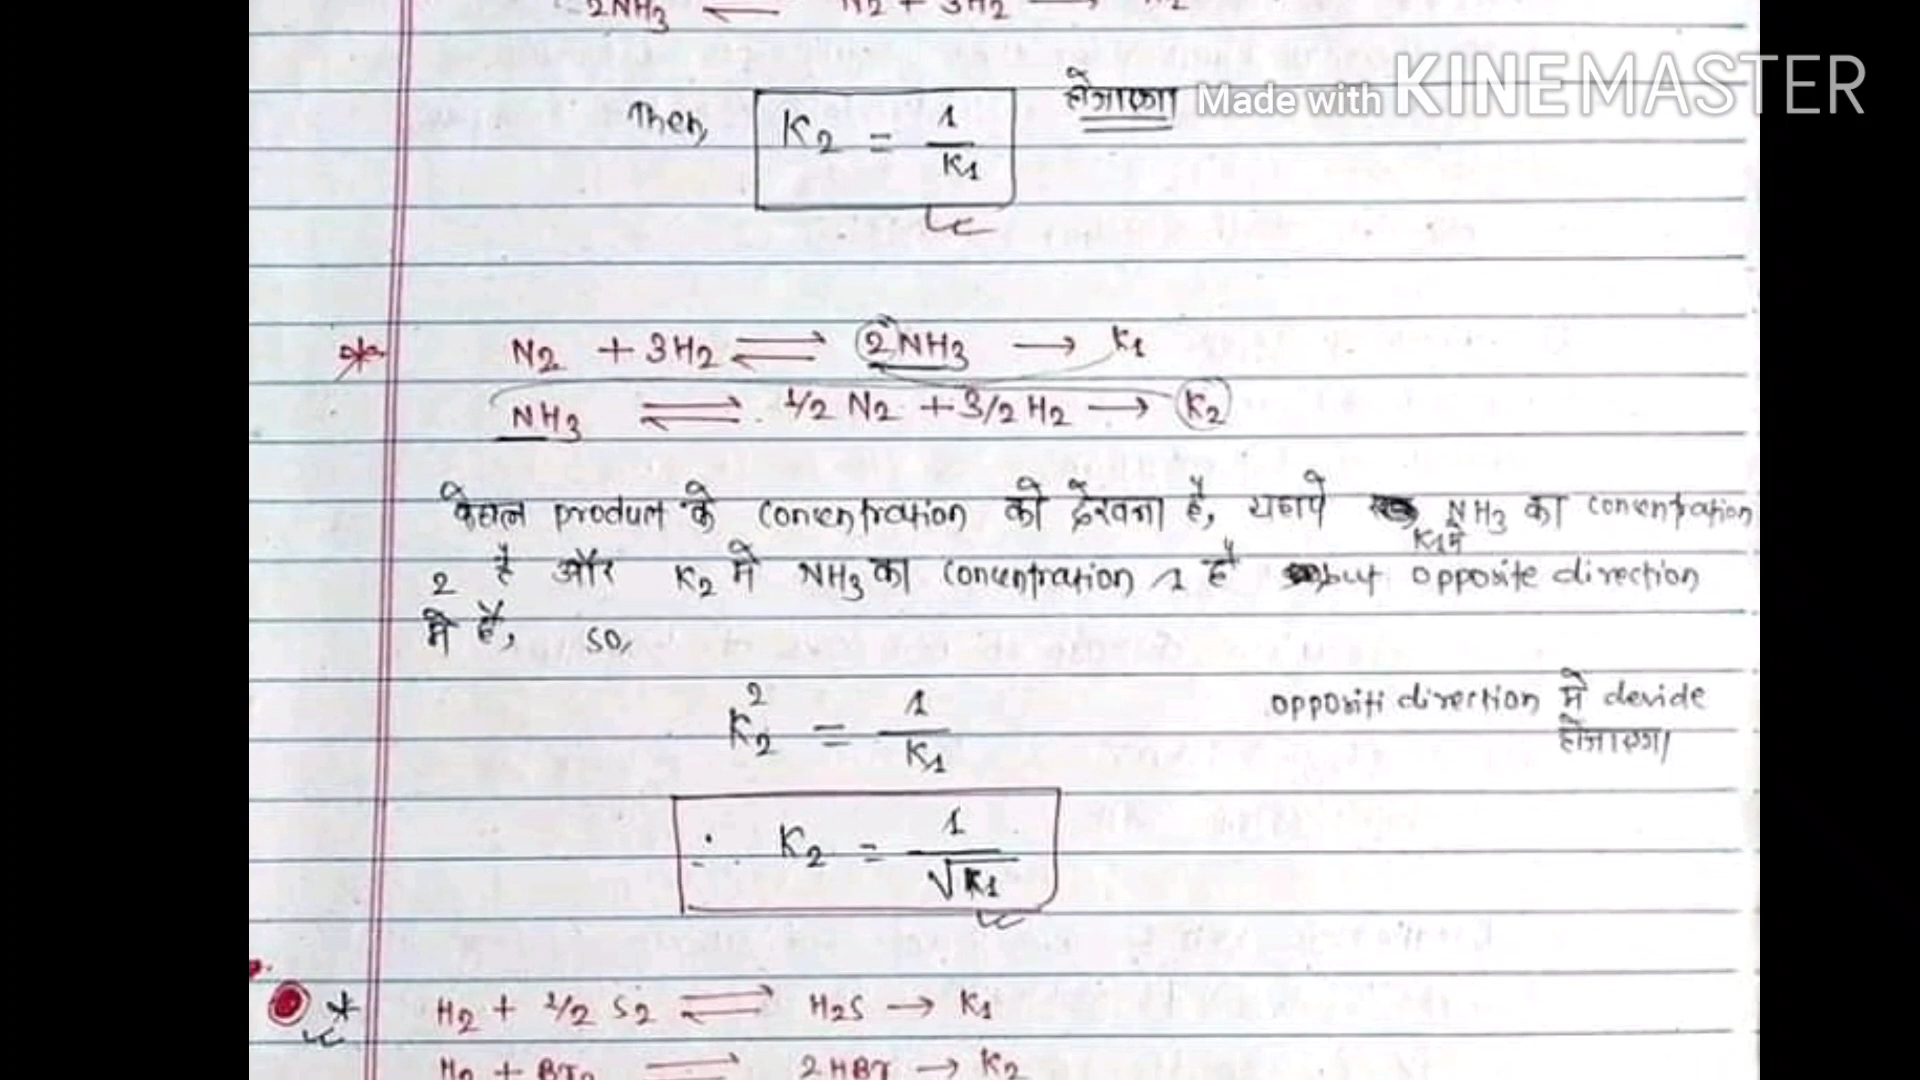 2NH3 ⇌ N2 + 3H2 →
Then, K2 = 1/K1 होजाएगा
Made with KINEMASTER
* N2 + 3H2 ⇌ 2NH3 → K1
NH3 ⇌ 1/2 N2 + 3/2 H2 → K2
केवल product के concentration को देखना है, यहापे NH3 का concentration
K1 मे
2 है और K2 मे NH3 का concentration 1 है but opposite direction
मे है, so,
K2² = 1/K1 oppositi direction मे devide
होजाएगा
∴ K2 = 1/√K1
* H2 + 1/2 S2 ⇌ H2S → K1
H2 + Br2 ⇌ 2HBr → K2